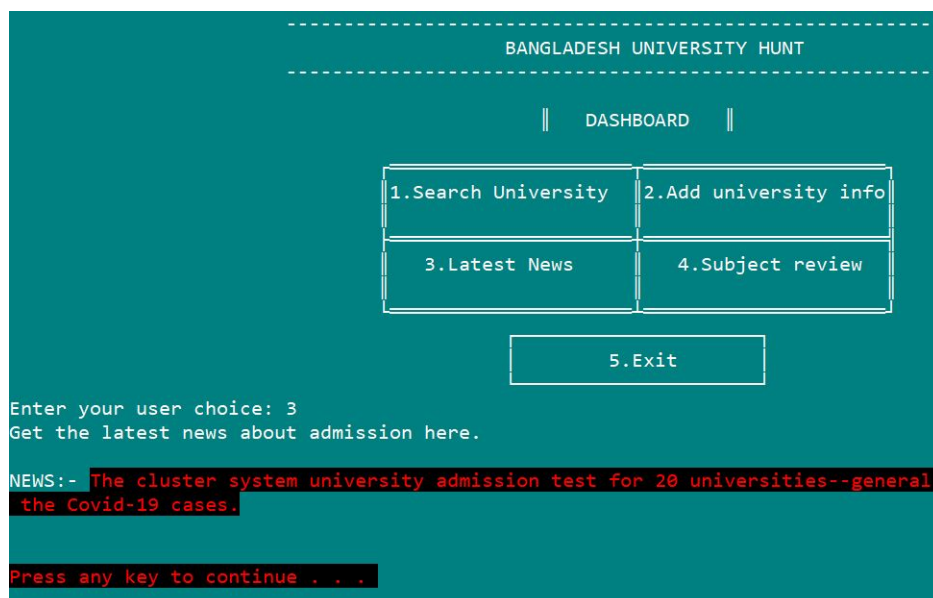 --------------------------------------------------------
BANGLADESH UNIVERSITY HUNT
--------------------------------------------------------
║ DASHBOARD ║
1.Search University ║2.Add university info
3.Latest News ║ 4.Subject review
5.Exit
Enter your user choice: 3
Get the latest news about admission here.
NEWS:- The cluster system university admission test for 20 universities--general
the Covid-19 cases.
Press any key to continue . . .